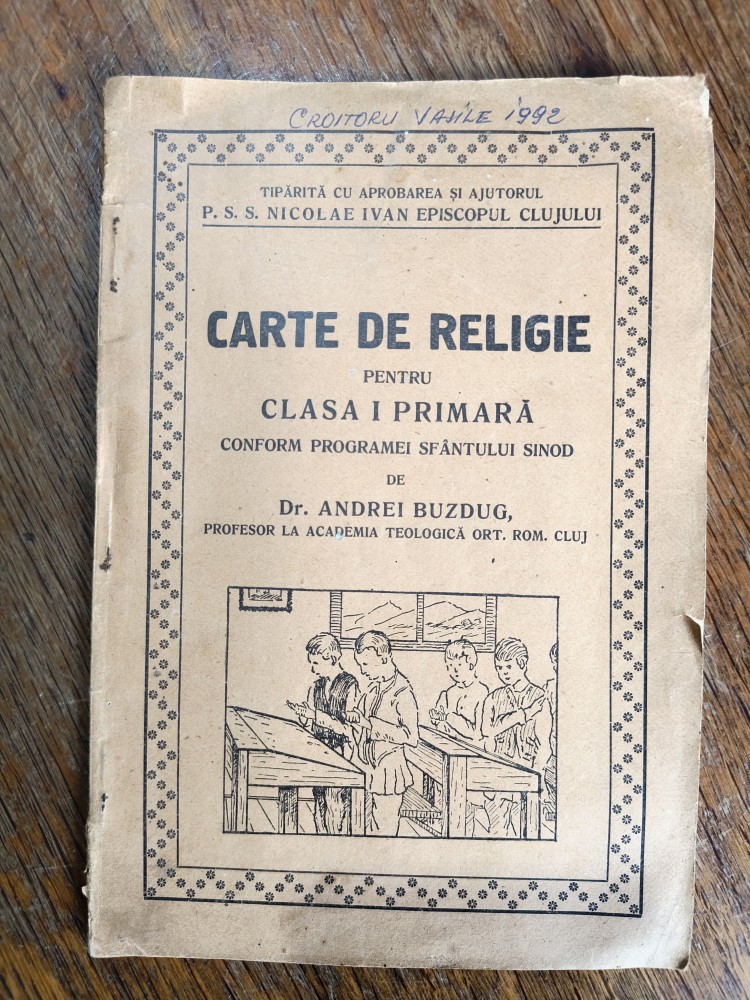 CROITORU VASILE 1992
TIPĂRITĂ CU APROBAREA ȘI AJUTORUL
P. S. S. NICOLAE IVAN EPISCOPUL CLUJULUI
CARTE DE RELIGIE
PENTRU
CLASA I PRIMARĂ
CONFORM PROGRAMEI SFÂNTULUI SINOD
DE
Dr. ANDREI BUZDUG,
PROFESOR LA ACADEMIA TEOLOGICĂ ORT. ROM. CLUJ